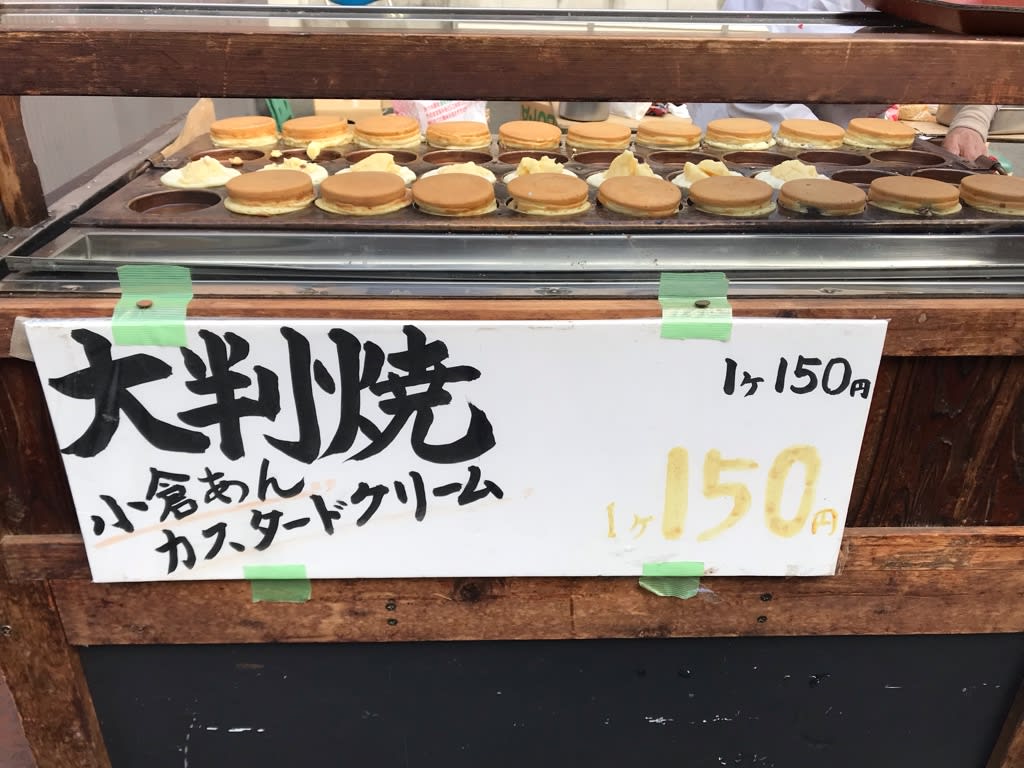 大判焼
小倉あん
カスタードクリーム
1ヶ150円
1ヶ150円